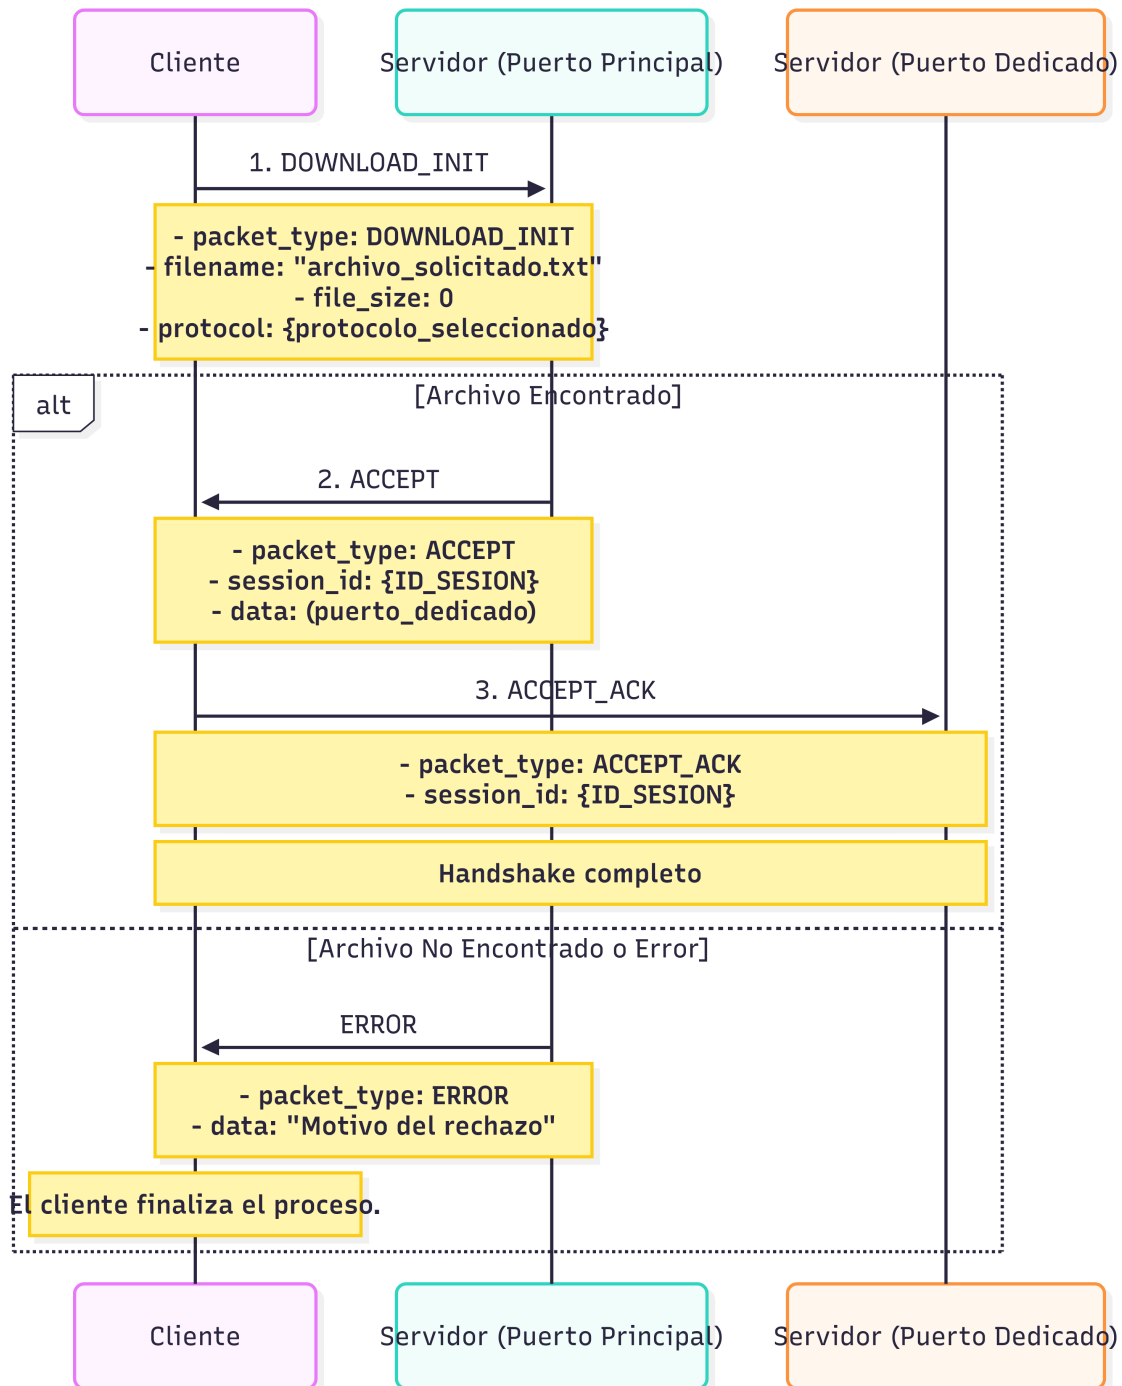 Cliente
Servidor (Puerto Principal)
Servidor (Puerto Dedicado)
1. DOWNLOAD_INIT
- packet_type: DOWNLOAD_INIT
- filename: "archivo_solicitado.txt"
- file_size: 0
- protocol: {protocolo_seleccionado}
alt
[Archivo Encontrado]
2. ACCEPT
- packet_type: ACCEPT
- session_id: {ID_SESION}
- data: (puerto_dedicado)
3. ACCEPT_ACK
- packet_type: ACCEPT_ACK
- session_id: {ID_SESION}
Handshake completo
[Archivo No Encontrado o Error]
ERROR
- packet_type: ERROR
- data: "Motivo del rechazo"
El cliente finaliza el proceso.
Cliente
Servidor (Puerto Principal)
Servidor (Puerto Dedicado)